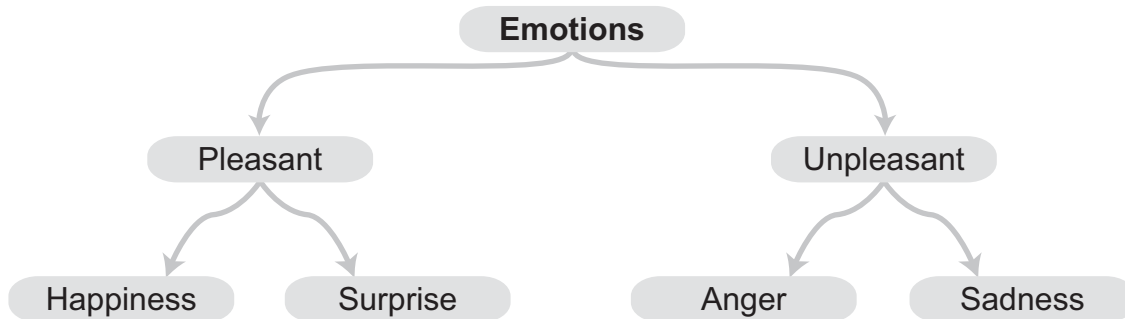 Emotions
Pleasant
Unpleasant
Happiness
Surprise
Anger
Sadness